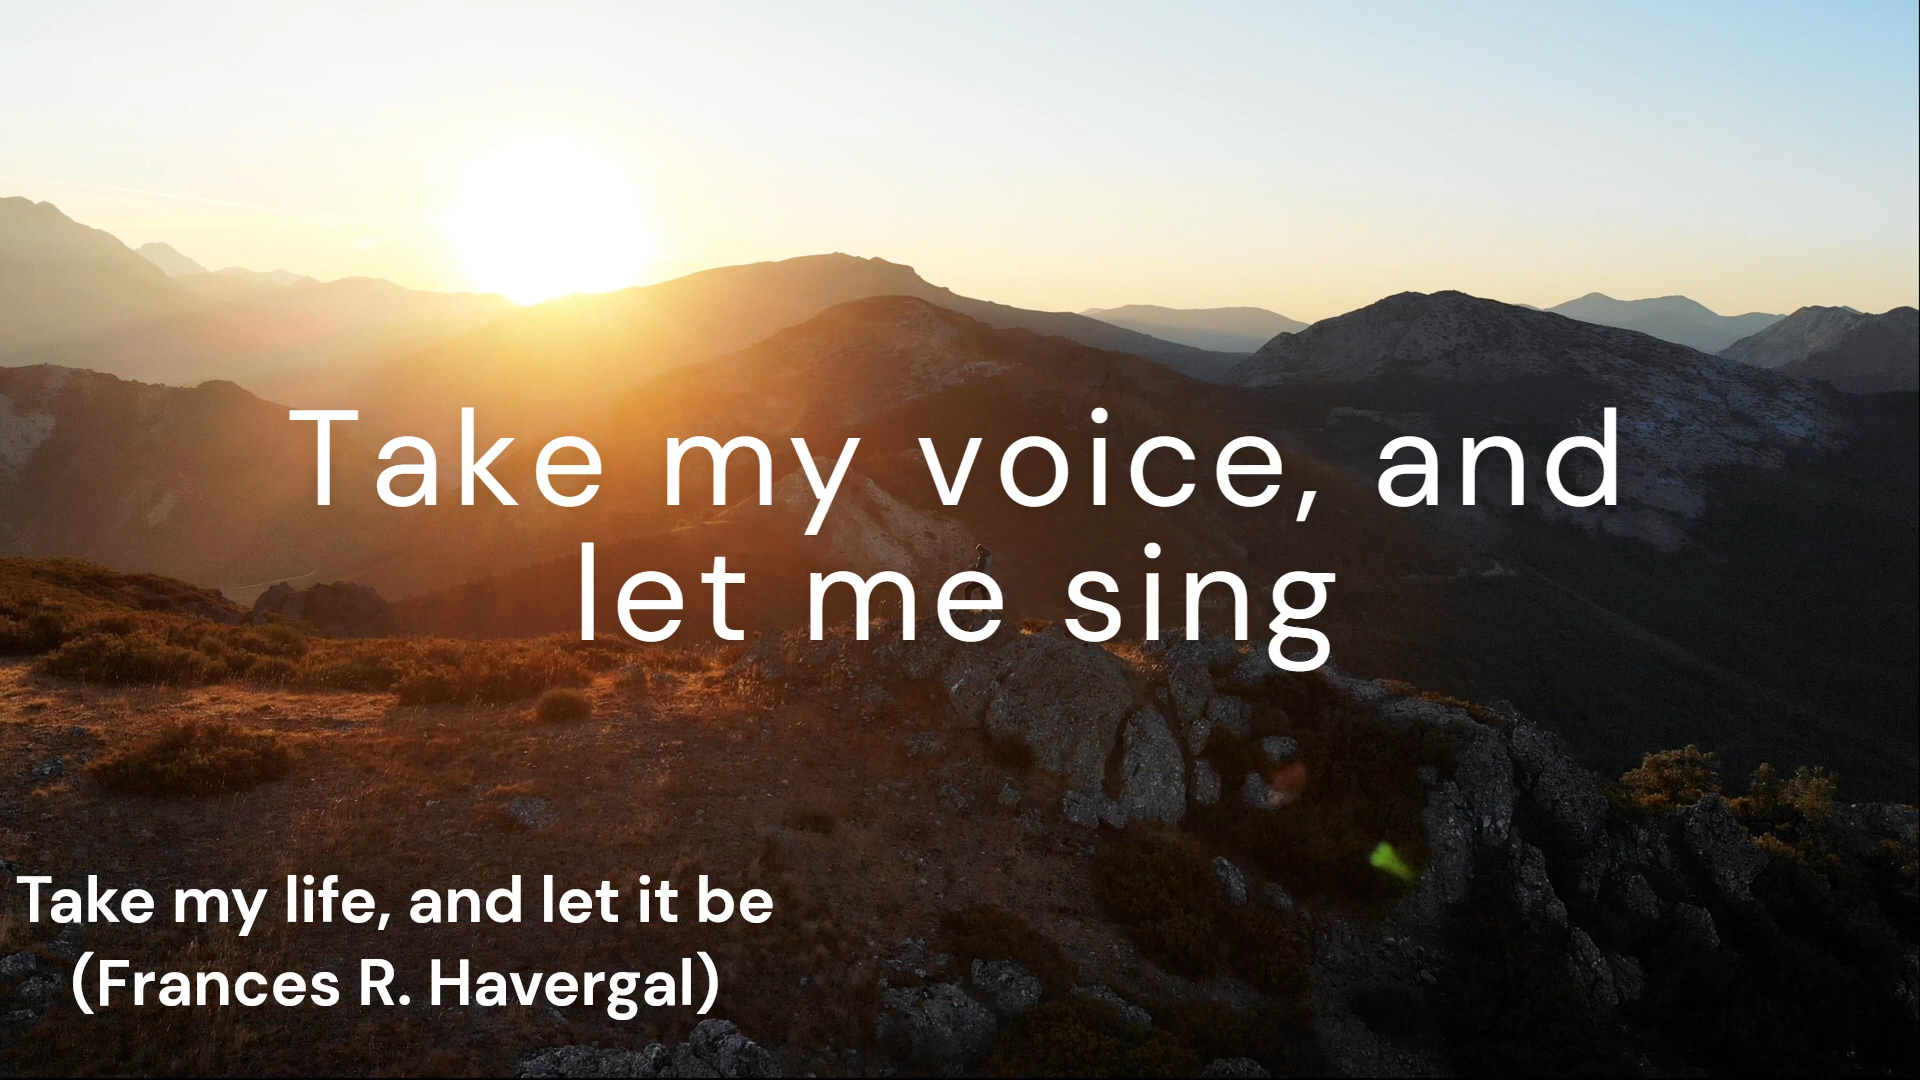 Take my voice, and
let me sing
Take my life, and let it be
(Frances R. Havergal)